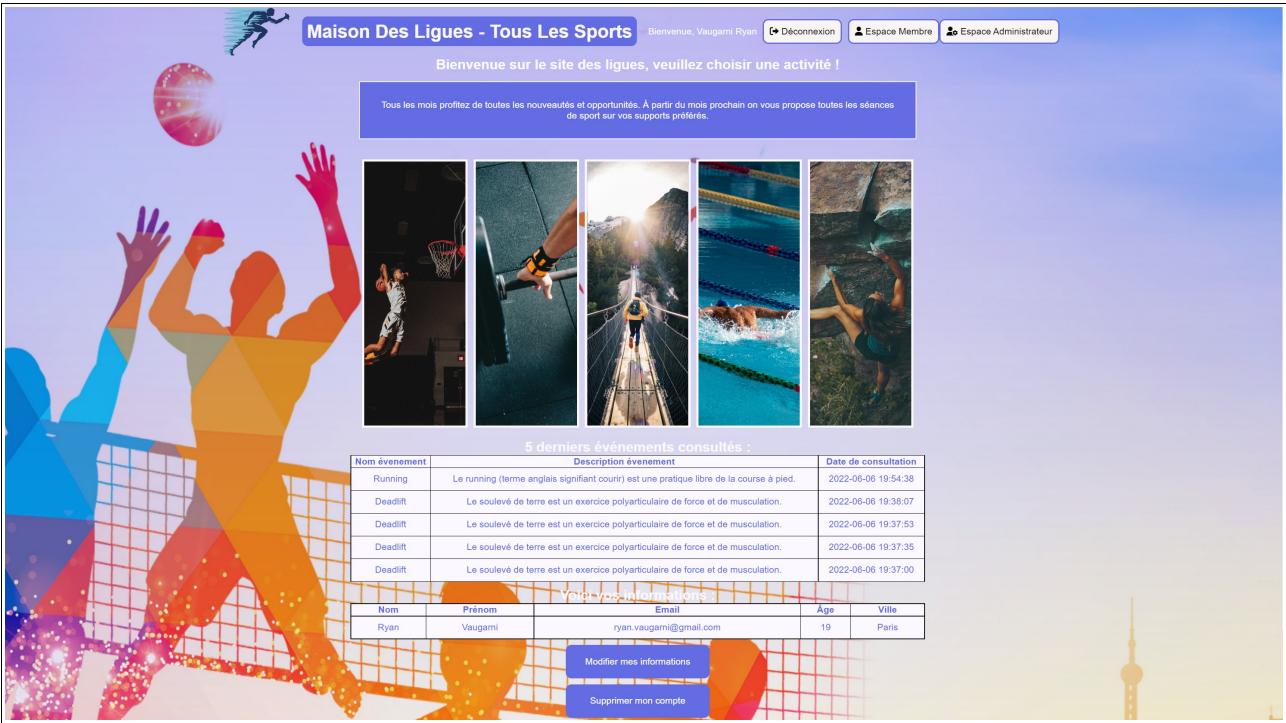 Maison Des Ligues - Tous Les Sports
Bienvenue, Vaugarni Ryan
Déconnexion
Espace Membre
Espace Administrateur
Bienvenue sur le site des ligues, veuillez choisir une activité !
Tous les mois profitez de toutes les nouveautés et opportunités. À partir du mois prochain on vous propose toutes les séances
de sport sur vos supports préférés.
5 derniers événements consultés :
Nom évenement Description évenement Date de consultation
Running Le running (terme anglais signifiant courir) est une pratique libre de la course à pied. 2022-06-06 19:54:38
Deadlift Le soulevé de terre est un exercice polyarticulaire de force et de musculation. 2022-06-06 19:38:07
Deadlift Le soulevé de terre est un exercice polyarticulaire de force et de musculation. 2022-06-06 19:37:53
Deadlift Le soulevé de terre est un exercice polyarticulaire de force et de musculation. 2022-06-06 19:37:35
Deadlift Le soulevé de terre est un exercice polyarticulaire de force et de musculation. 2022-06-06 19:37:00
Voici vos informations :
Nom Prénom Email Âge Ville
Ryan Vaugarni ryan.vaugarni@gmail.com 19 Paris
Modifier mes informations
Supprimer mon compte